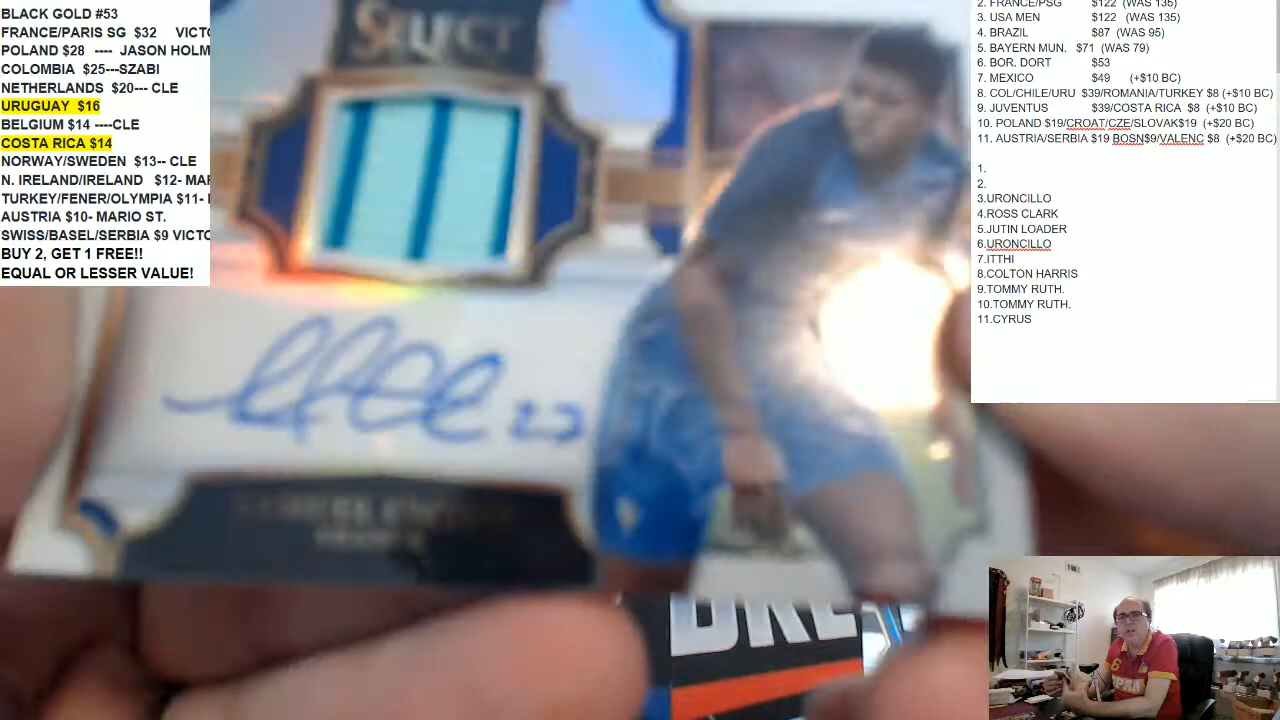 BLACK GOLD #53
FRANCE/PARIS SG $32 VICTO
POLAND $28 ---- JASON HOLM
COLOMBIA $25---SZABI
NETHERLANDS $20--- CLE
URUGUAY $16
BELGIUM $14 ----CLE
COSTA RICA $14
NORWAY/SWEDEN $13-- CLE
N. IRELAND/IRELAND $12- MAR
TURKEY/FENER/OLYMPIA $11-
AUSTRIA $10- MARIO ST.
SWISS/BASEL/SERBIA $9 VICTO
BUY 2, GET 1 FREE!!
EQUAL OR LESSER VALUE!
SELECT
27
2. FRANCE/PSG $122 (WAS 135)
3. USA MEN $122 (WAS 135)
4. BRAZIL $87 (WAS 95)
5. BAYERN MUN. $71 (WAS 79)
6. BOR. DORT $53
7. MEXICO $49 (+$10 BC)
8. COL/CHILE/URU $39/ROMANIA/TURKEY $8 (+$10 BC)
9. JUVENTUS $39/COSTA RICA $8 (+$10 BC)
10. POLAND $19/CROAT/CZE/SLOVAK$19 (+$20 BC)
11. AUSTRIA/SERBIA $19 BOSN$9/VALENC $8 (+$20 BC)
1.
2.
3.URONCILLO
4.ROSS CLARK
5.JUTIN LOADER
6.URONCILLO
7.ITTHI
8.COLTON HARRIS
9.TOMMY RUTH.
10.TOMMY RUTH.
11.CYRUS